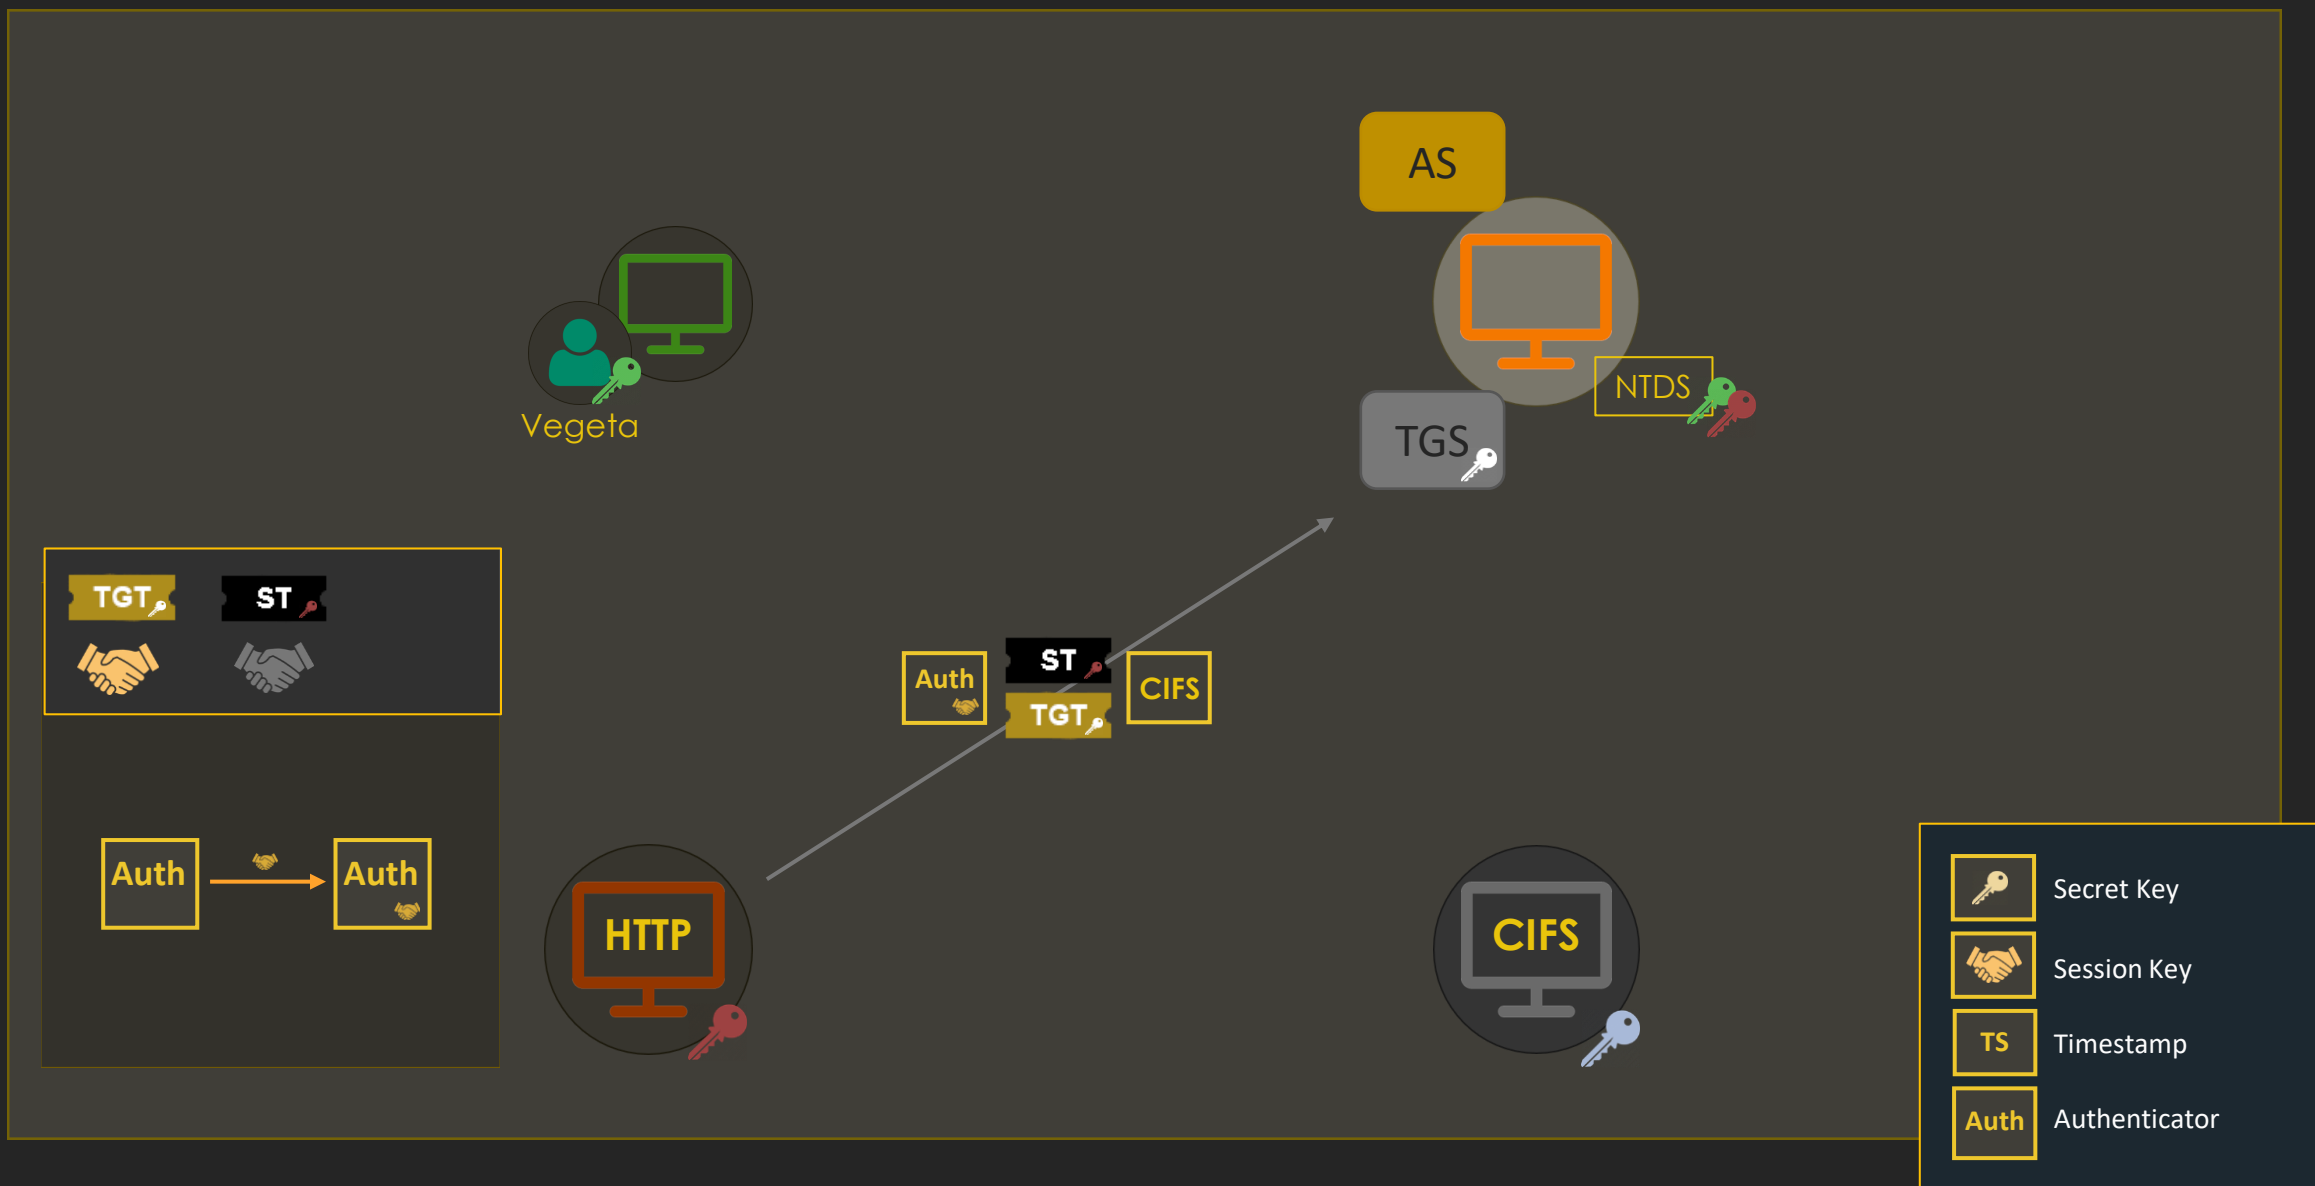 AS
NTDS
TGS
Vegeta
TGT
ST
Auth
ST
TGT
CIFS
Auth
Auth
HTTP
CIFS
Secret Key
Session Key
TS
Timestamp
Auth
Authenticator